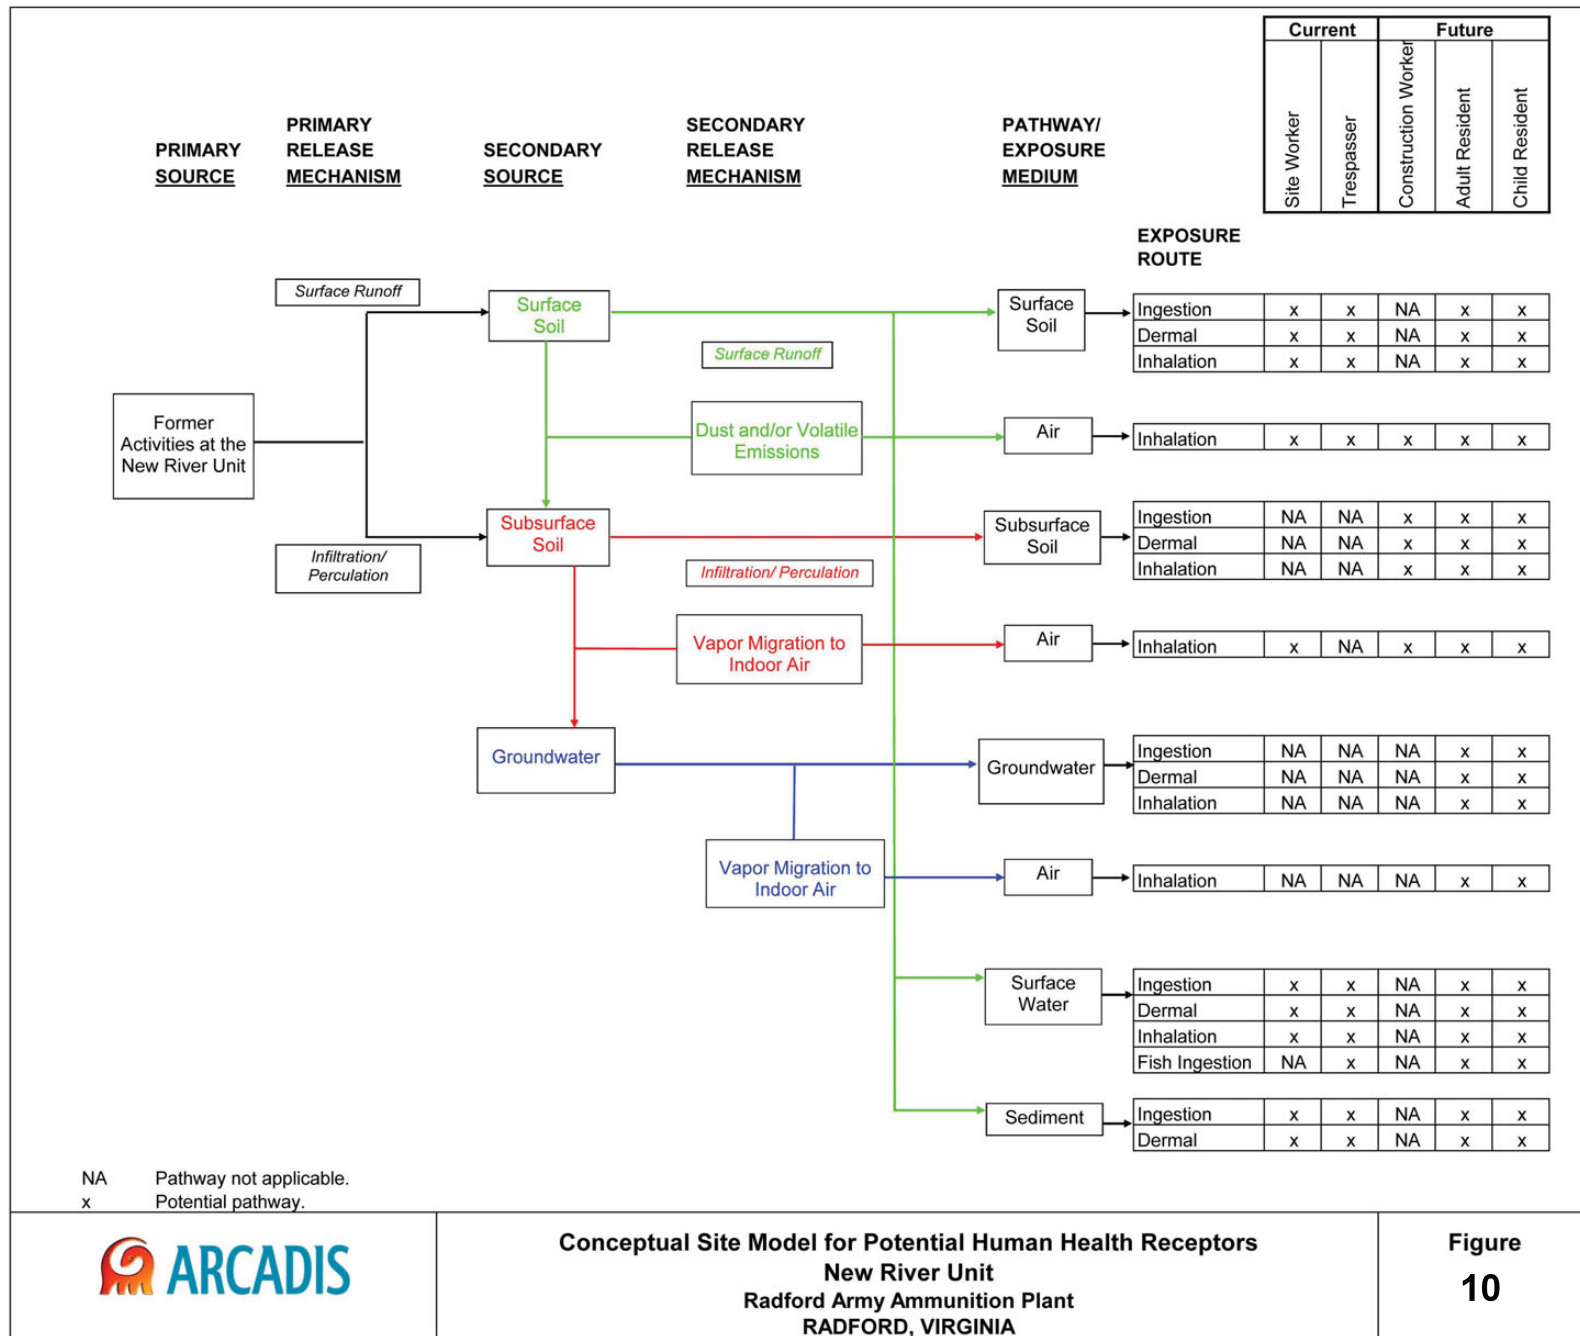 Current Future
Site Worker
Trespasser
Construction Worker
Adult Resident
Child Resident
PRIMARY
SOURCE
PRIMARY
RELEASE
MECHANISM
SECONDARY
SOURCE
SECONDARY
RELEASE
MECHANISM
PATHWAY/
EXPOSURE
MEDIUM
EXPOSURE
ROUTE
Surface Runoff
Surface
Soil
Surface
Soil
Ingestion x x NA x x
Dermal x x NA x x
Inhalation x x NA x x
Surface Runoff
Former
Activities at the
New River Unit
Dust and/or Volatile
Emissions
Air
Inhalation x x x x x
Subsurface
Soil
Subsurface
Soil
Ingestion NA NA x x x
Dermal NA NA x x x
Inhalation NA NA x x x
Infiltration/
Perculation
Infiltration/ Perculation
Vapor Migration to
Indoor Air
Air
Inhalation x NA x x x
Groundwater
Groundwater
Ingestion NA NA NA x x
Dermal NA NA NA x x
Inhalation NA NA NA x x
Vapor Migration to
Indoor Air
Air
Inhalation NA NA NA x x
Surface
Water
Ingestion x x NA x x
Dermal x x NA x x
Inhalation x x NA x x
Fish Ingestion NA x NA x x
Sediment
Ingestion x x NA x x
Dermal x x NA x x
NA Pathway not applicable.
x Potential pathway.
ARCADIS
Conceptual Site Model for Potential Human Health Receptors
New River Unit
Radford Army Ammunition Plant
RADFORD, VIRGINIA
Figure
10